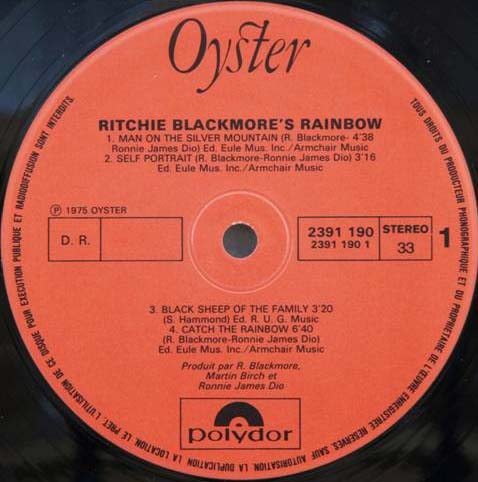 Oyster
RITCHIE BLACKMORE'S RAINBOW
1. MAN ON THE SILVER MOUNTAIN (R. Blackmore- 4'38
Ronnie James Dio) Ed. Eule Mus. Inc./Armchair Music
2. SELF PORTRAIT (R. Blackmore-Ronnie James Dio) 3'16
Ed. Eule Mus. Inc./Armchair Music
Ⓟ 1975 OYSTER
D. R.
2391 190
2391 190 1
STEREO
33
1
3. BLACK SHEEP OF THE FAMILY 3'20
(S. Hammond) Ed. R. U. G. Music
4. CATCH THE RAINBOW 6'40
(R. Blackmore-Ronnie James Dio)
Ed. Eule Mus. Inc./Armchair Music
Produit par R. Blackmore,
Martin Birch et
Ronnie James Dio
polydor
TOUS DROITS DU PRODUCTEUR PHONOGRAPHIQUE ET DU PROPRIETAIRE DE L'ŒUVRE ENREGISTREE RESERVES. SAUF AUTORISATION, LA DUPLICATION, LA LOCATION, LE PRET, L'UTILISATION DE CE DISQUE POUR EXECUTION PUBLIQUE ET RADIODIFFUSION SONT INTERDITS.